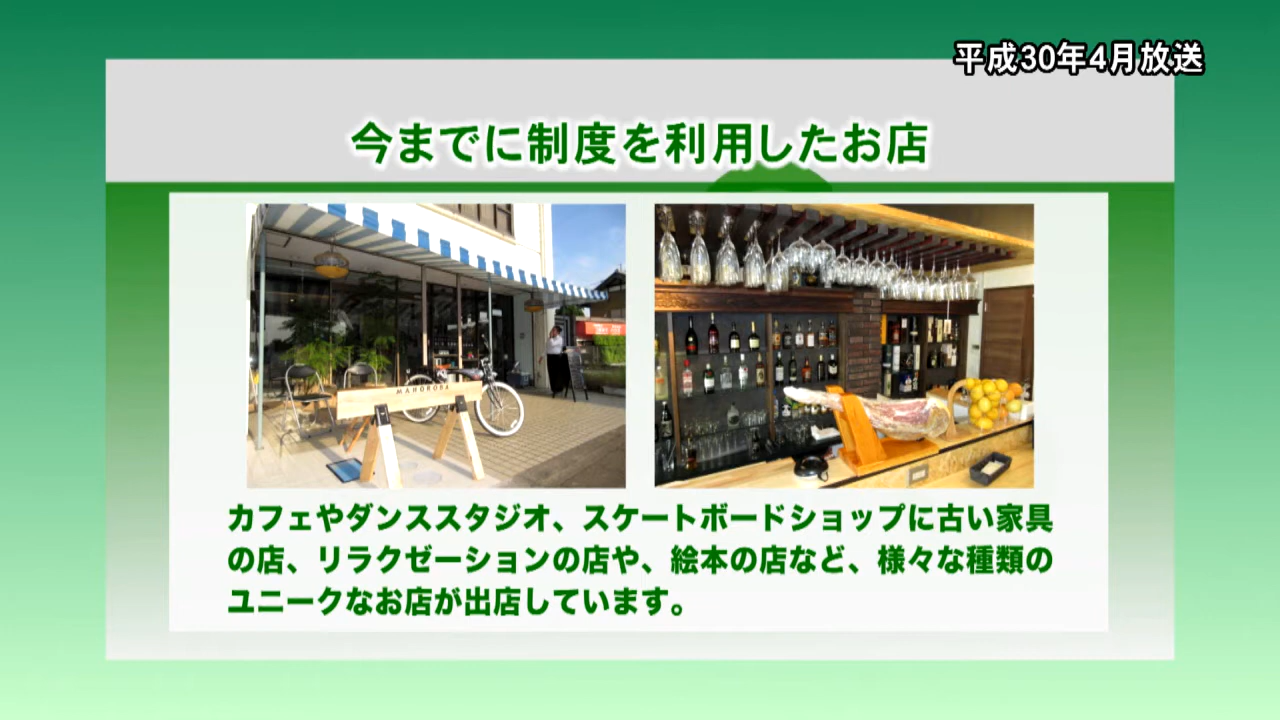 平成30年4月放送
今までに制度を利用したお店
MAHOROBA
カフェやダンススタジオ、スケートボードショップに古い家具
の店、リラクゼーションの店や、絵本の店など、様々な種類の
ユニークなお店が出店しています。